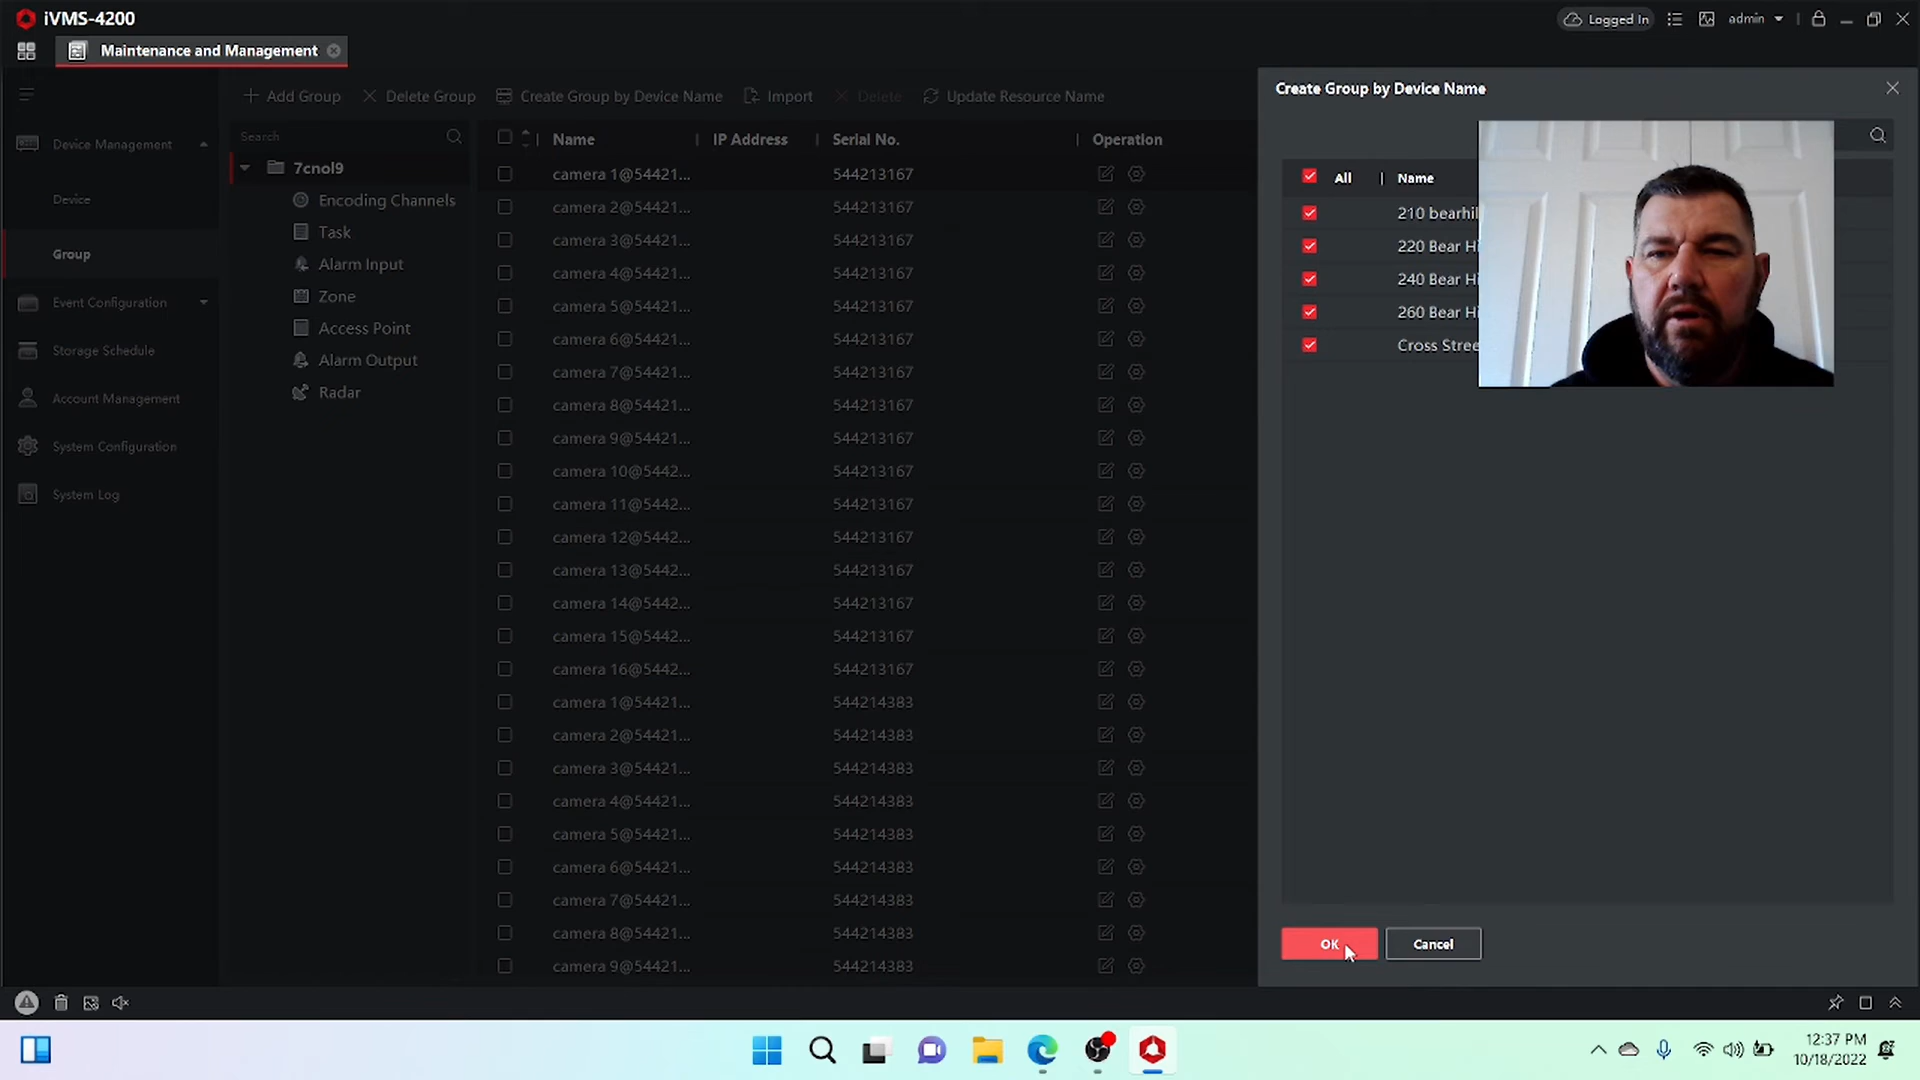 iVMS-4200
Logged In
admin
Maintenance and Management
Add Group
Delete Group
Create Group by Device Name
Import
Delete
Update Resource Name
Device Management
Device
Group
Event Configuration
Storage Schedule
Account Management
System Configuration
System Log
Search
7cnol9
Encoding Channels
Task
Alarm Input
Zone
Access Point
Alarm Output
Radar
Name IP Address Serial No. Operation
camera 1@54421... 544213167
camera 2@54421... 544213167
camera 3@54421... 544213167
camera 4@54421... 544213167
camera 5@54421... 544213167
camera 6@54421... 544213167
camera 7@54421... 544213167
camera 8@54421... 544213167
camera 9@54421... 544213167
camera 10@5442... 544213167
camera 11@5442... 544213167
camera 12@5442... 544213167
camera 13@5442... 544213167
camera 14@5442... 544213167
camera 15@5442... 544213167
camera 16@5442... 544213167
camera 1@54421... 544214383
camera 2@54421... 544214383
camera 3@54421... 544214383
camera 4@54421... 544214383
camera 5@54421... 544214383
camera 6@54421... 544214383
camera 7@54421... 544214383
camera 8@54421... 544214383
camera 9@54421... 544214383
Create Group by Device Name
All Name
210 bearhil
220 Bear Hi
240 Bear Hi
260 Bear Hi
Cross Stree
OK Cancel
12:37 PM
10/18/2022